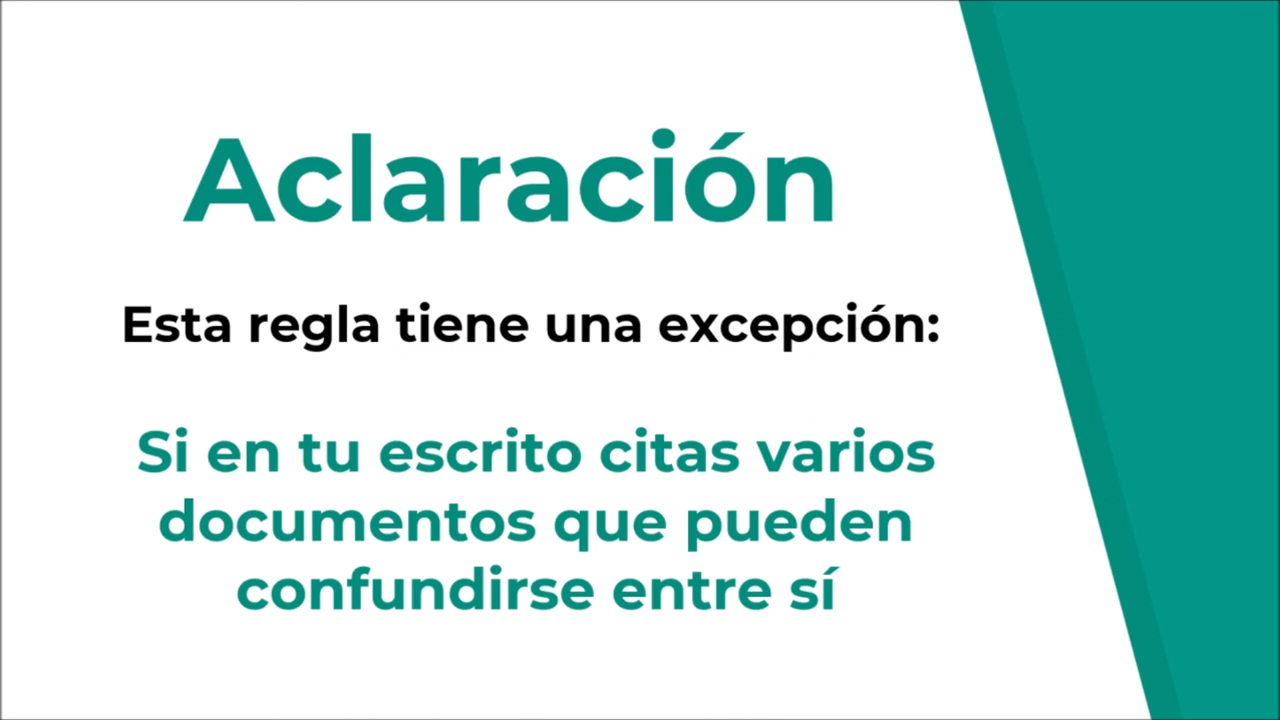 Aclaración
Esta regla tiene una excepción:
Si en tu escrito citas varios
documentos que pueden
confundirse entre sí